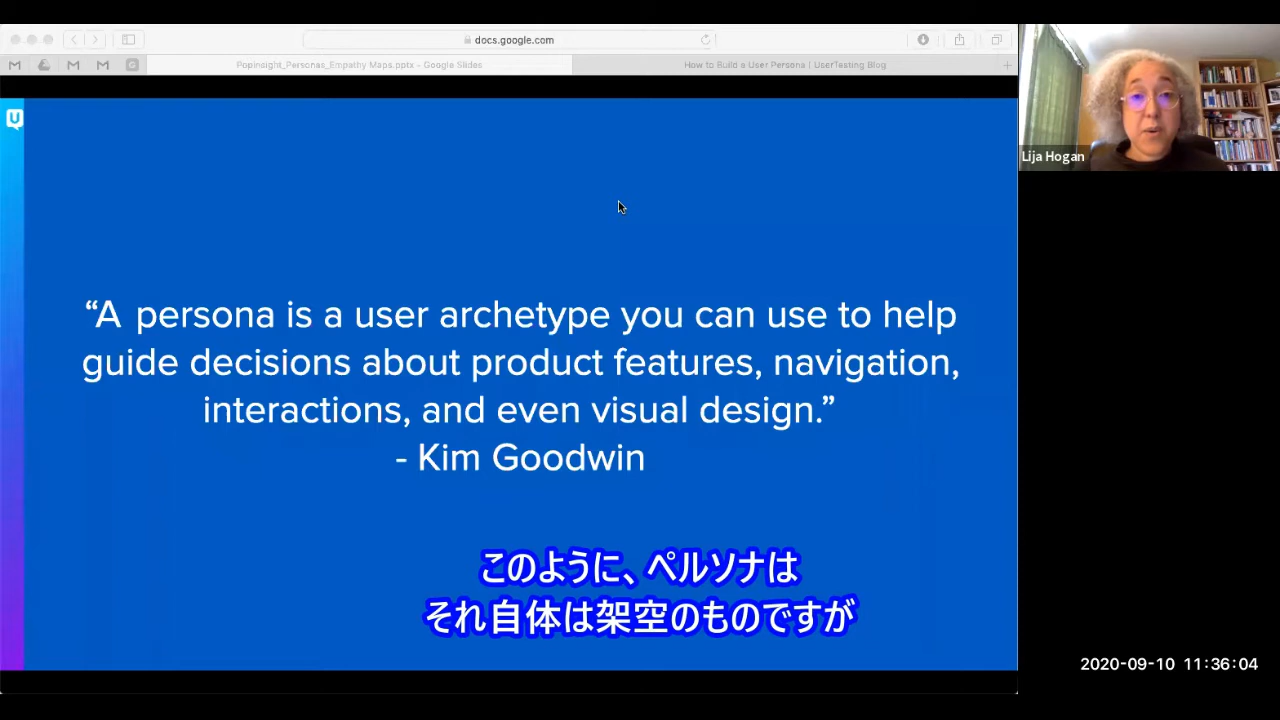 docs.google.com
Popinsight_Personas_Empathy Maps.pptx – Google Slides
How to Build a User Persona | UserTesting Blog
U
Lija Hogan
“A persona is a user archetype you can use to help
guide decisions about product features, navigation,
interactions, and even visual design.”
- Kim Goodwin
このように、ペルソナは
それ自体は架空のものですが
2020-09-10 11:36:04